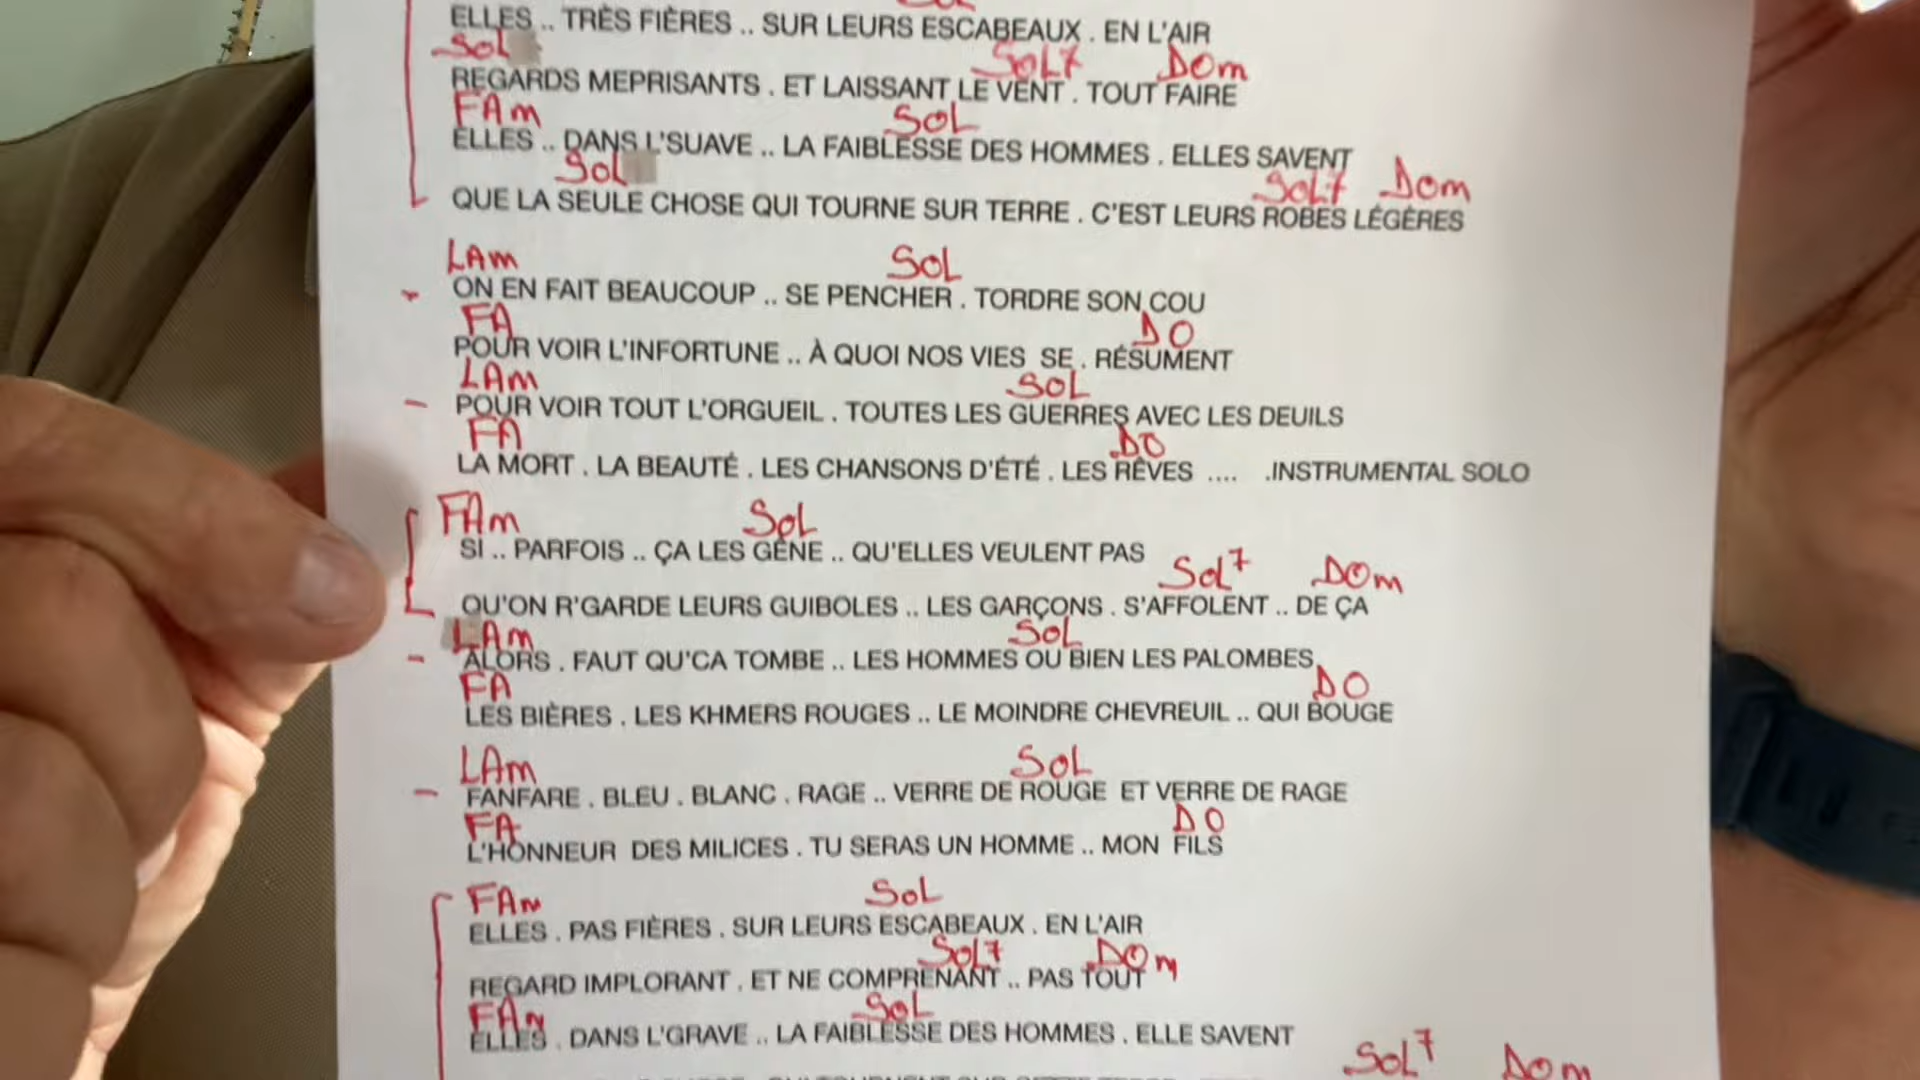 ELLES .. TRÈS FIÈRES .. SUR LEURS ESCABEAUX . EN L'AIR
SOL SOL7 DOm
REGARDS MEPRISANTS . ET LAISSANT LE VENT . TOUT FAIRE
FAm SOL
ELLES .. DANS L'SUAVE .. LA FAIBLESSE DES HOMMES . ELLES SAVENT
SOL SOL7 DOm
QUE LA SEULE CHOSE QUI TOURNE SUR TERRE . C'EST LEURS ROBES LÉGÈRES
LAm SOL
ON EN FAIT BEAUCOUP .. SE PENCHER . TORDRE SON COU
FA DO
POUR VOIR L'INFORTUNE .. À QUOI NOS VIES SE . RÉSUMENT
LAm SOL
- POUR VOIR TOUT L'ORGUEIL . TOUTES LES GUERRES AVEC LES DEUILS
FA DO
LA MORT . LA BEAUTÉ . LES CHANSONS D'ÉTÉ . LES RÊVES .... .INSTRUMENTAL SOLO
FAm SOL
SI .. PARFOIS .. ÇA LES GÊNE .. QU'ELLES VEULENT PAS
SOL7 DOm
QU'ON R'GARDE LEURS GUIBOLES .. LES GARÇONS . S'AFFOLENT .. DE ÇA
LAm SOL
- ALORS . FAUT QU'CA TOMBE .. LES HOMMES OU BIEN LES PALOMBES
FA DO
LES BIÈRES . LES KHMERS ROUGES .. LE MOINDRE CHEVREUIL .. QUI BOUGE
LAm SOL
- FANFARE . BLEU . BLANC . RAGE .. VERRE DE ROUGE ET VERRE DE RAGE
FA DO
L'HONNEUR DES MILICES . TU SERAS UN HOMME .. MON FILS
FAm SOL
ELLES . PAS FIÈRES . SUR LEURS ESCABEAUX . EN L'AIR
SOL7 DOm
REGARD IMPLORANT . ET NE COMPRENANT .. PAS TOUT
FAm SOL
ELLES . DANS L'GRAVE .. LA FAIBLESSE DES HOMMES . ELLE SAVENT
SOL7 DOm